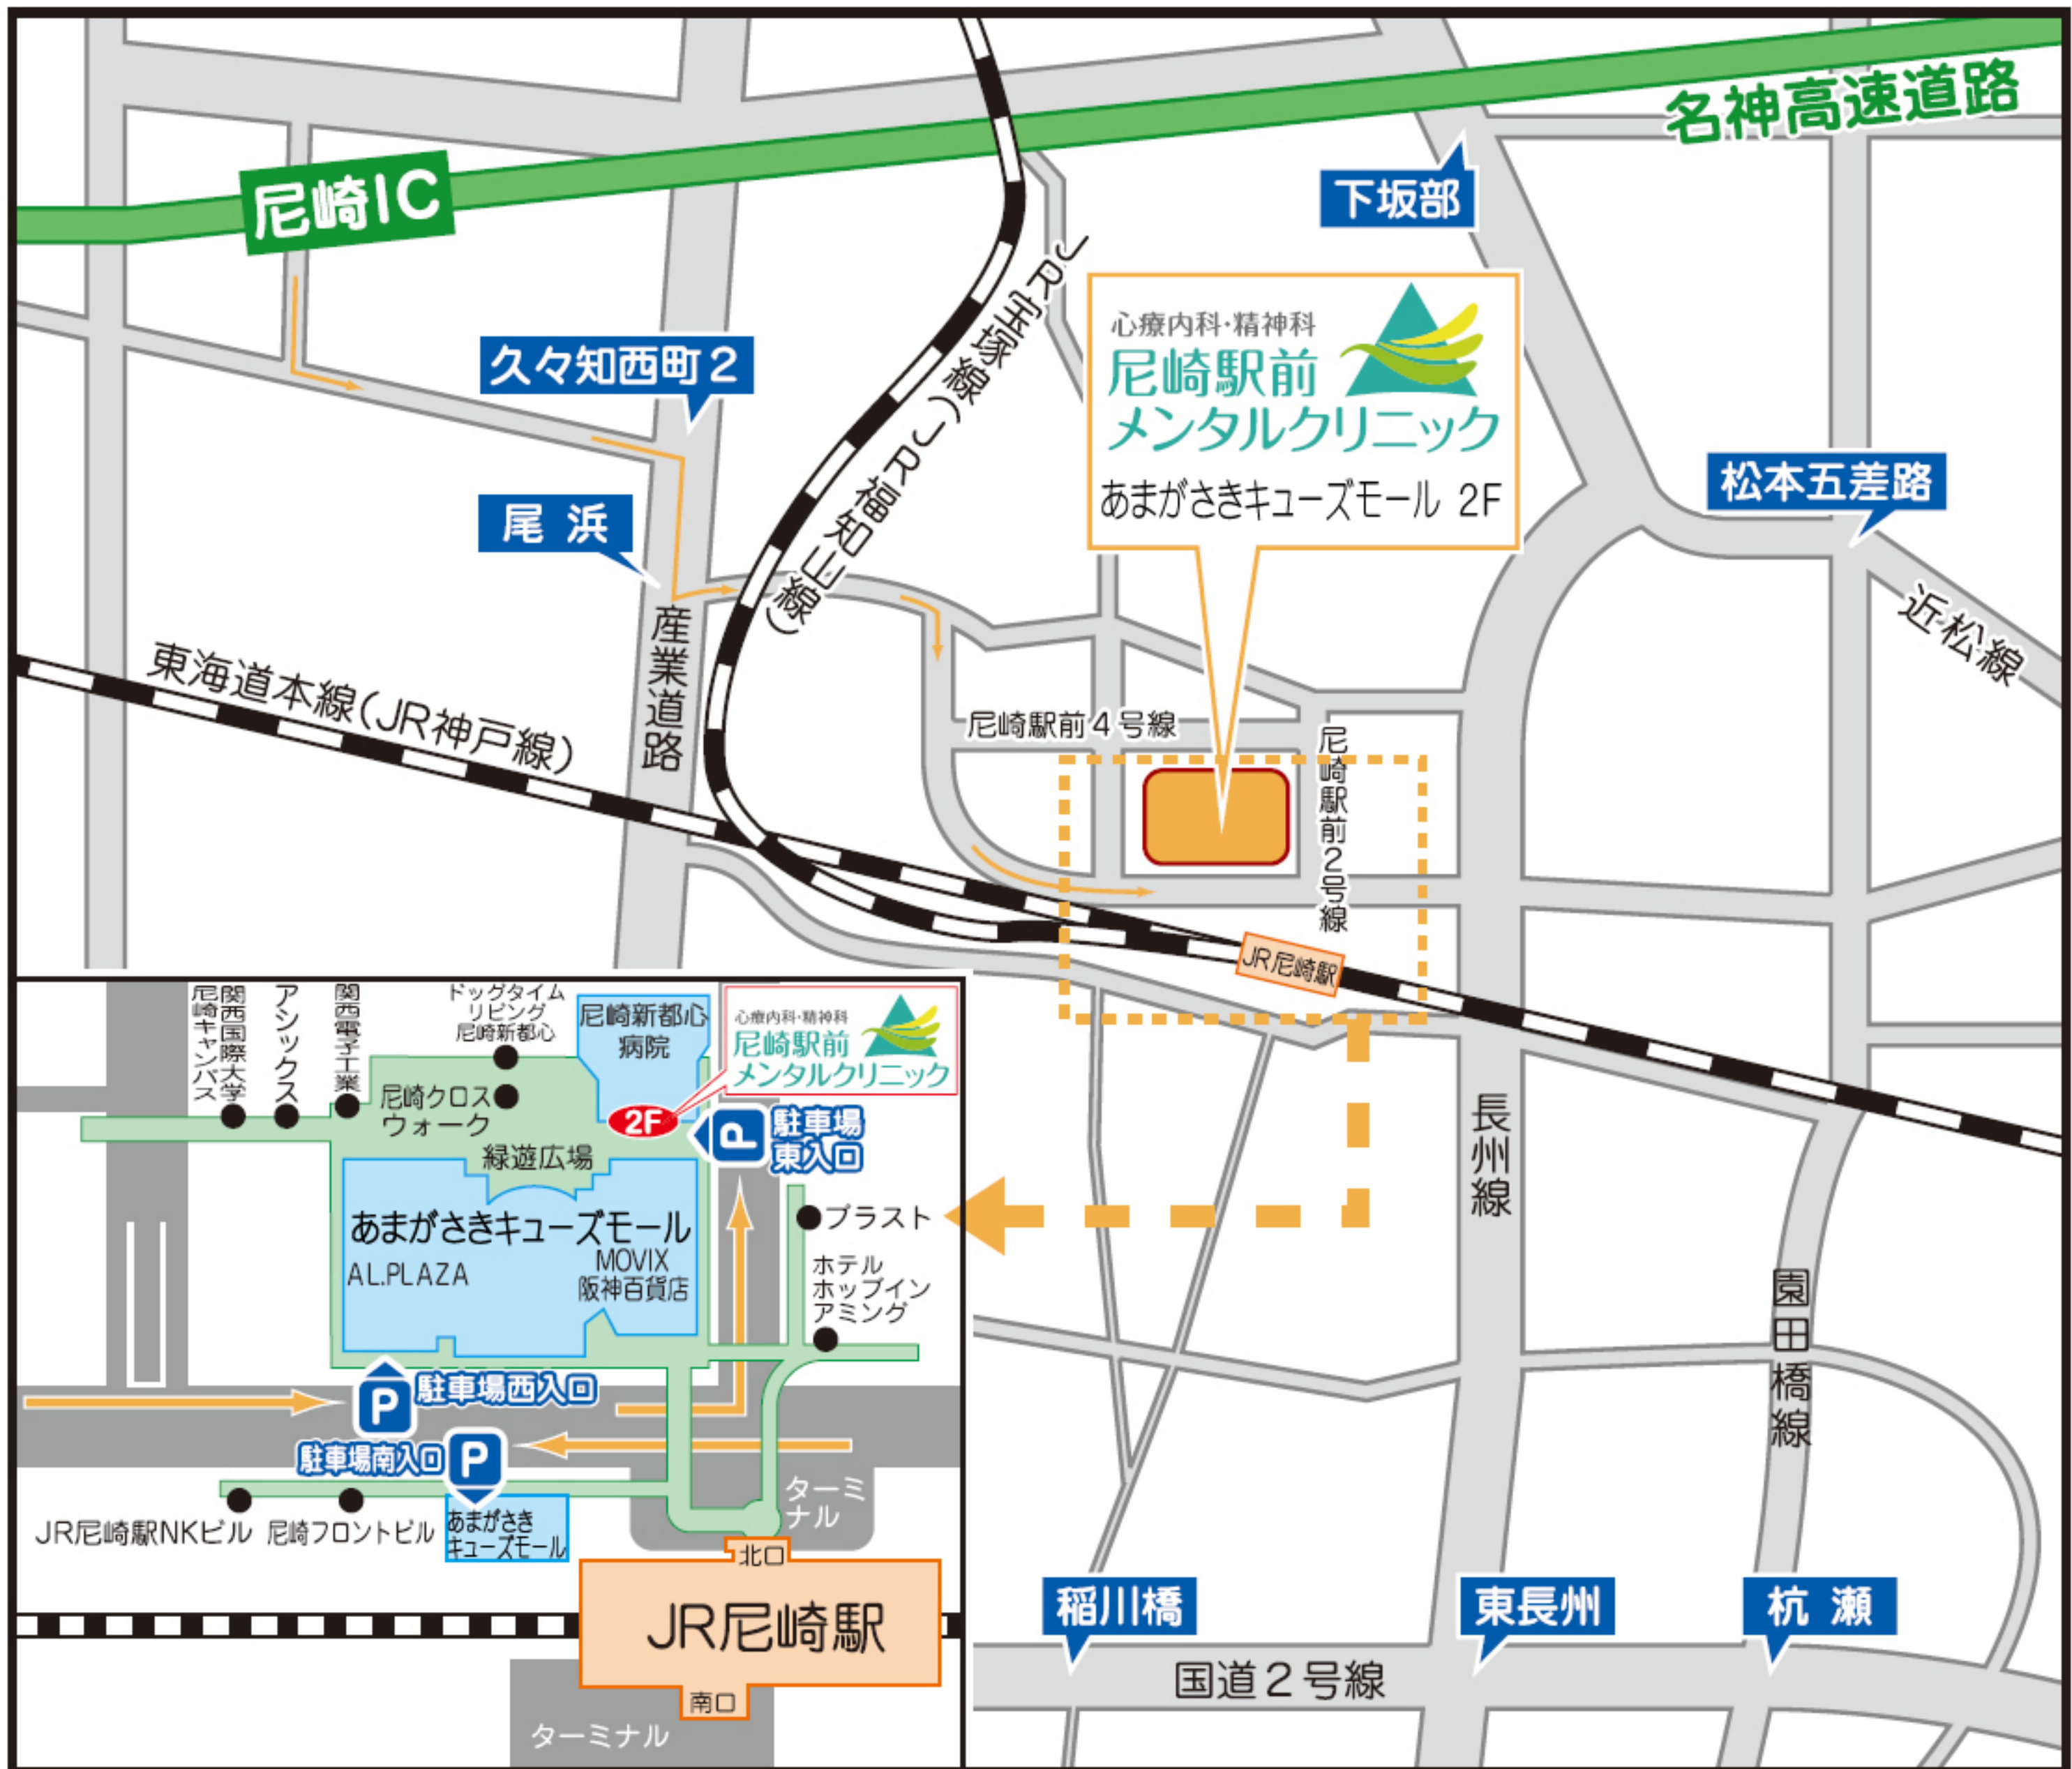 名神高速道路
尼崎IC
下坂部
JR宝塚線(JR福知山線)
心療内科・精神科
尼崎駅前
メンタルクリニック
あまがさきキューズモール 2F
久々知西町2
松本五差路
尾浜
近松線
産業道路
東海道本線(JR神戸線)
尼崎駅前4号線
尼崎駅前2号線
JR尼崎駅
長州線
園田橋線
稲川橋
東長州
杭瀬
国道2号線
関西国際大学
尼崎キャンパス
アシックス
関西電子工業
ドッグタイム
リビング
尼崎新都心
尼崎新都心
病院
心療内科・精神科
尼崎駅前
メンタルクリニック
尼崎クロス
ウォーク
2F
P
駐車場
東入口
緑遊広場
あまがさきキューズモール
AL.PLAZA
MOVIX
阪神百貨店
プラスト
ホテル
ホップイン
アミング
P
駐車場西入口
駐車場南入口
P
ターミ
ナル
JR尼崎駅NKビル
尼崎フロントビル
あまがさき
キューズモール
北口
JR尼崎駅
南口
ターミナル